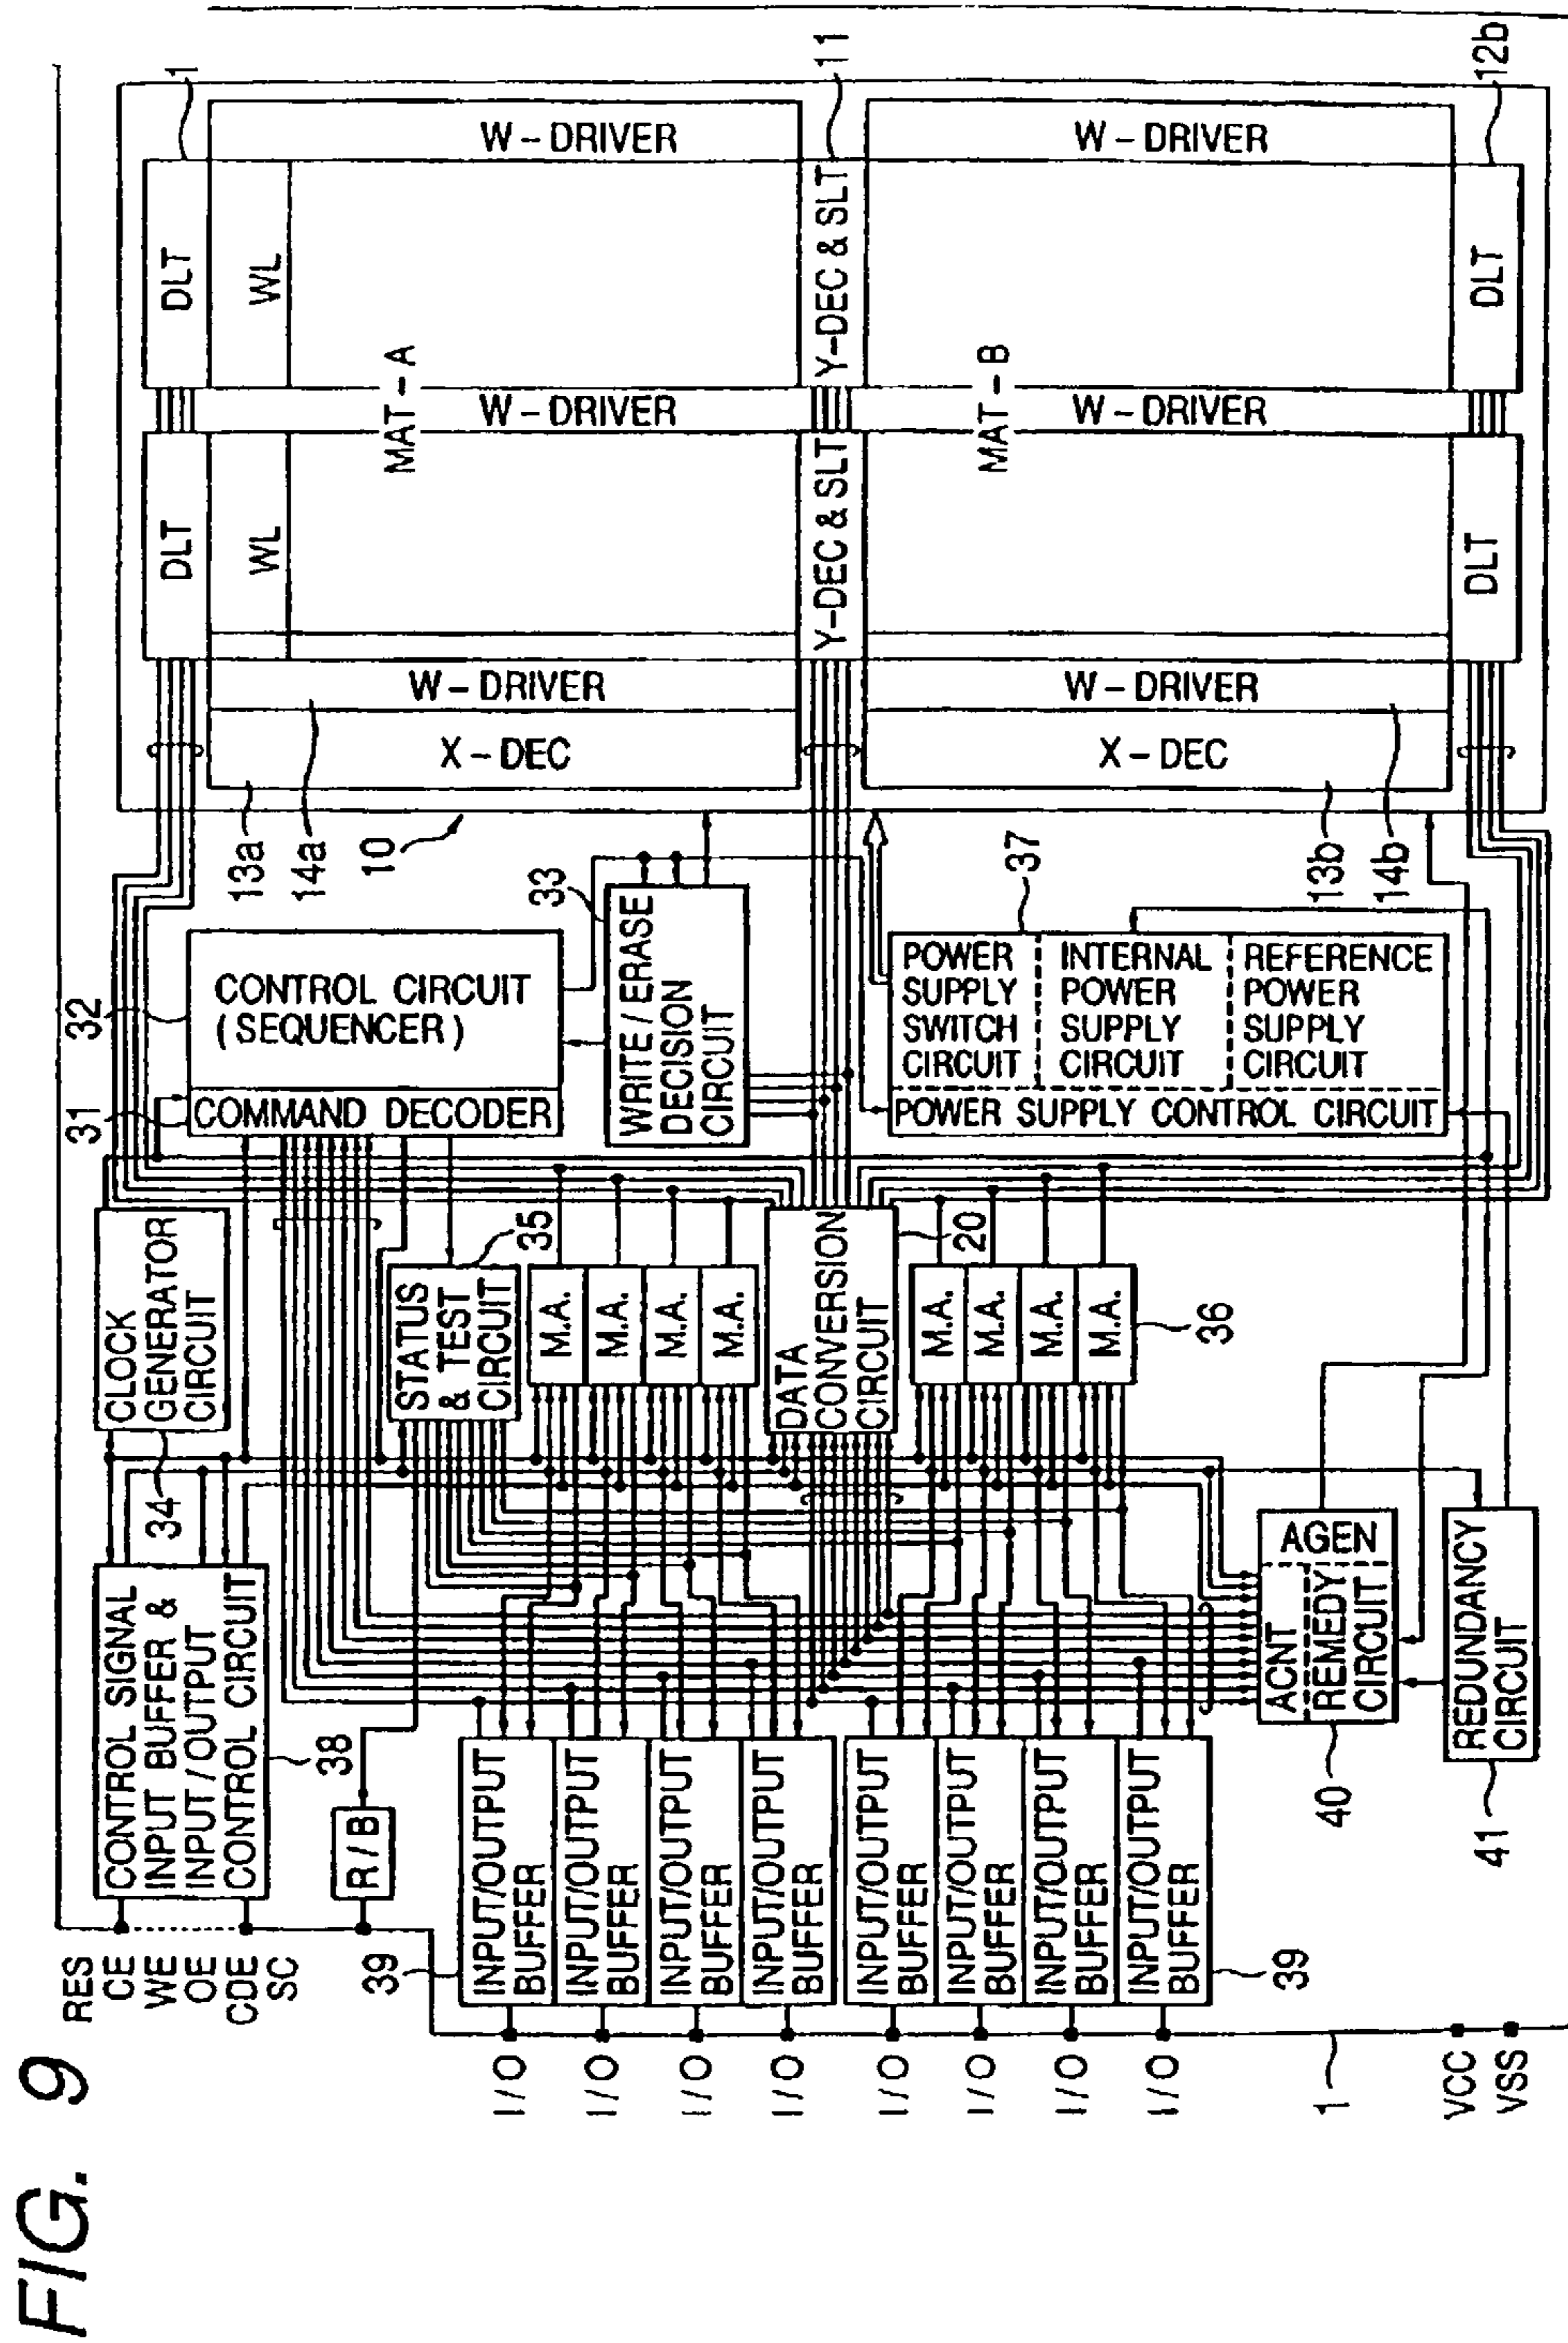 FIG. 9
RES
CE
WE
OE
CDE
SC
CONTROL SIGNAL
INPUT BUFFER &
INPUT / OUTPUT
CONTROL CIRCUIT
38
R / B
39
INPUT/OUTPUT
BUFFER
INPUT/OUTPUT
BUFFER
INPUT/OUTPUT
BUFFER
INPUT/OUTPUT
BUFFER
INPUT/OUTPUT
BUFFER
INPUT/OUTPUT
BUFFER
INPUT/OUTPUT
BUFFER
INPUT/OUTPUT
BUFFER
39
I/O
I/O
I/O
I/O
I/O
I/O
I/O
I/O
1
VCC
VSS
CLOCK
GENERATOR
CIRCUIT
34
31
32
CONTROL CIRCUIT
( SEQUENCER )
COMMAND DECODER
STATUS
& TEST
CIRCUIT
35
M.A.
M.A.
M.A.
M.A.
DATA
CONVERSION
CIRCUIT
20
M.A.
M.A.
M.A.
M.A.
36
ACNT
AGEN
REMEDY
CIRCUIT
40
REDUNDANCY
CIRCUIT
41
33
WRITE / ERASE
DECISION
CIRCUIT
37
POWER
SUPPLY
SWITCH
CIRCUIT
INTERNAL
POWER
SUPPLY
CIRCUIT
REFERENCE
POWER
SUPPLY
CIRCUIT
POWER SUPPLY CONTROL CIRCUIT
13a
14a
10
13b
14b
1
11
12b
DLT
DLT
WL
WL
MAT - A
W - DRIVER
W - DRIVER
W - DRIVER
X - DEC
Y-DEC & SLT
Y-DEC & SLT
MAT - B
W - DRIVER
W - DRIVER
W - DRIVER
X - DEC
DLT
DLT